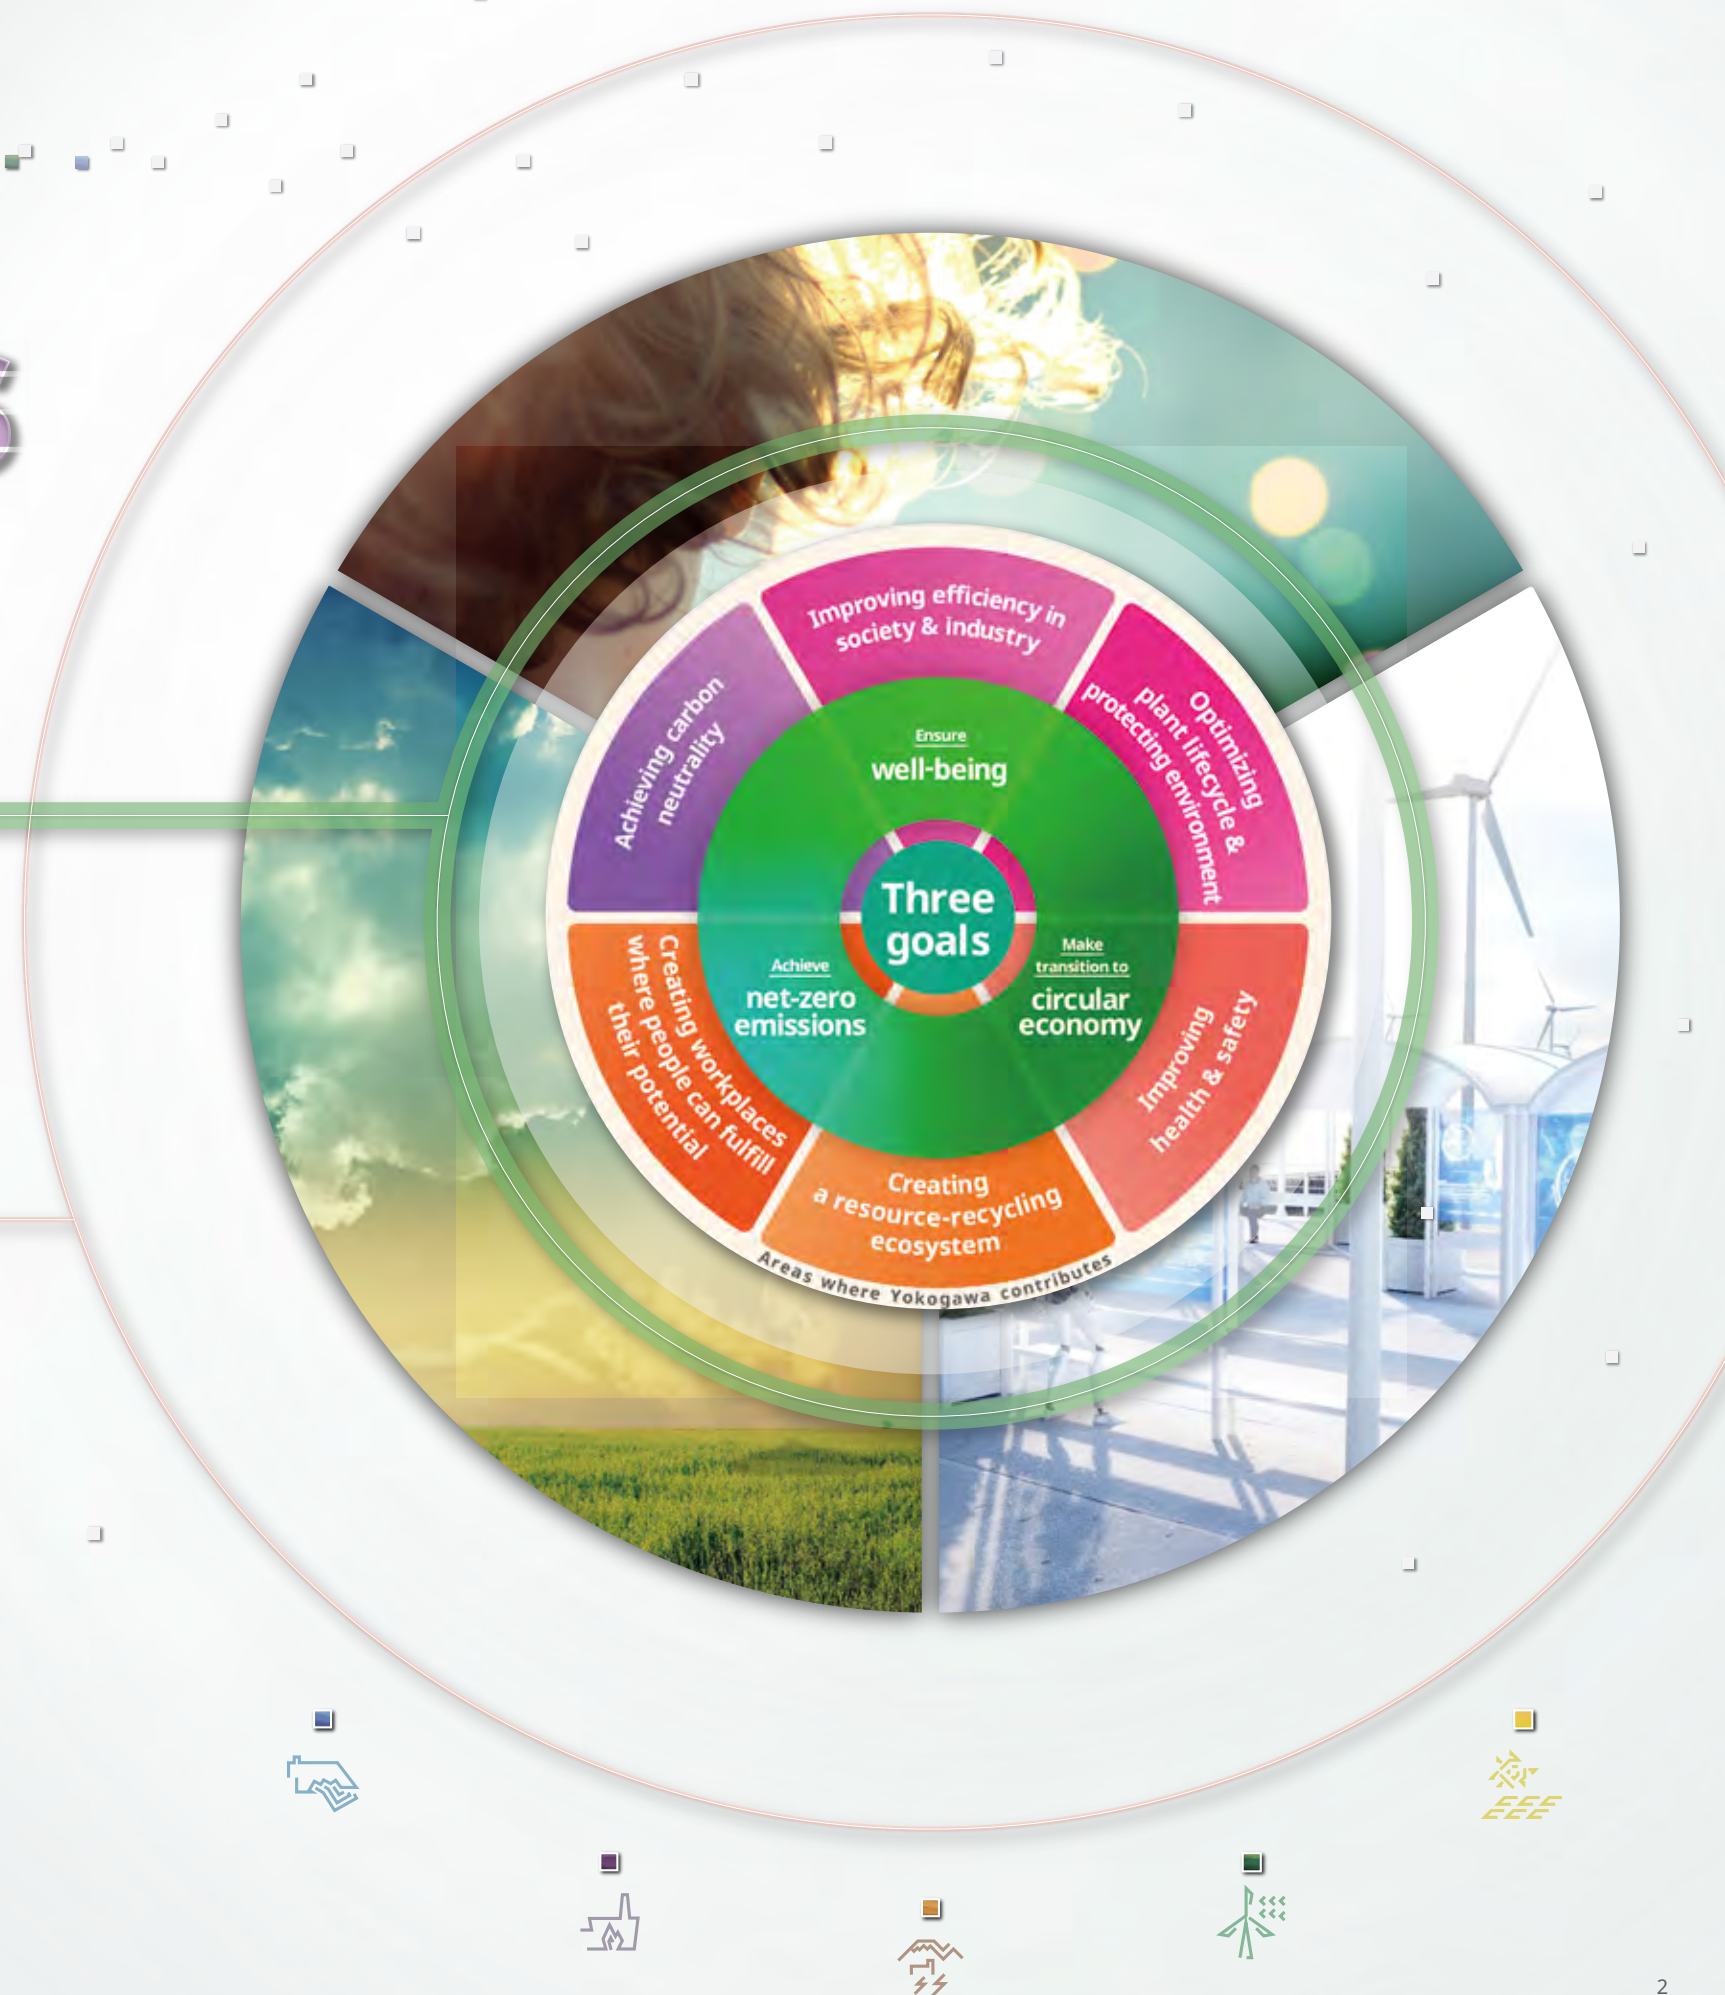 Improving efficiency in
society & industry
Optimizing
plant lifecycle &
protecting environment
Achieving carbon
neutrality
Ensure
well-being
Three
goals
Achieve
net-zero
emissions
Make
transition to
circular
economy
Creating workplaces
where people can fulfill
their potential
Improving
health & safety
Creating
a resource-recycling
ecosystem
Areas where Yokogawa contributes
2